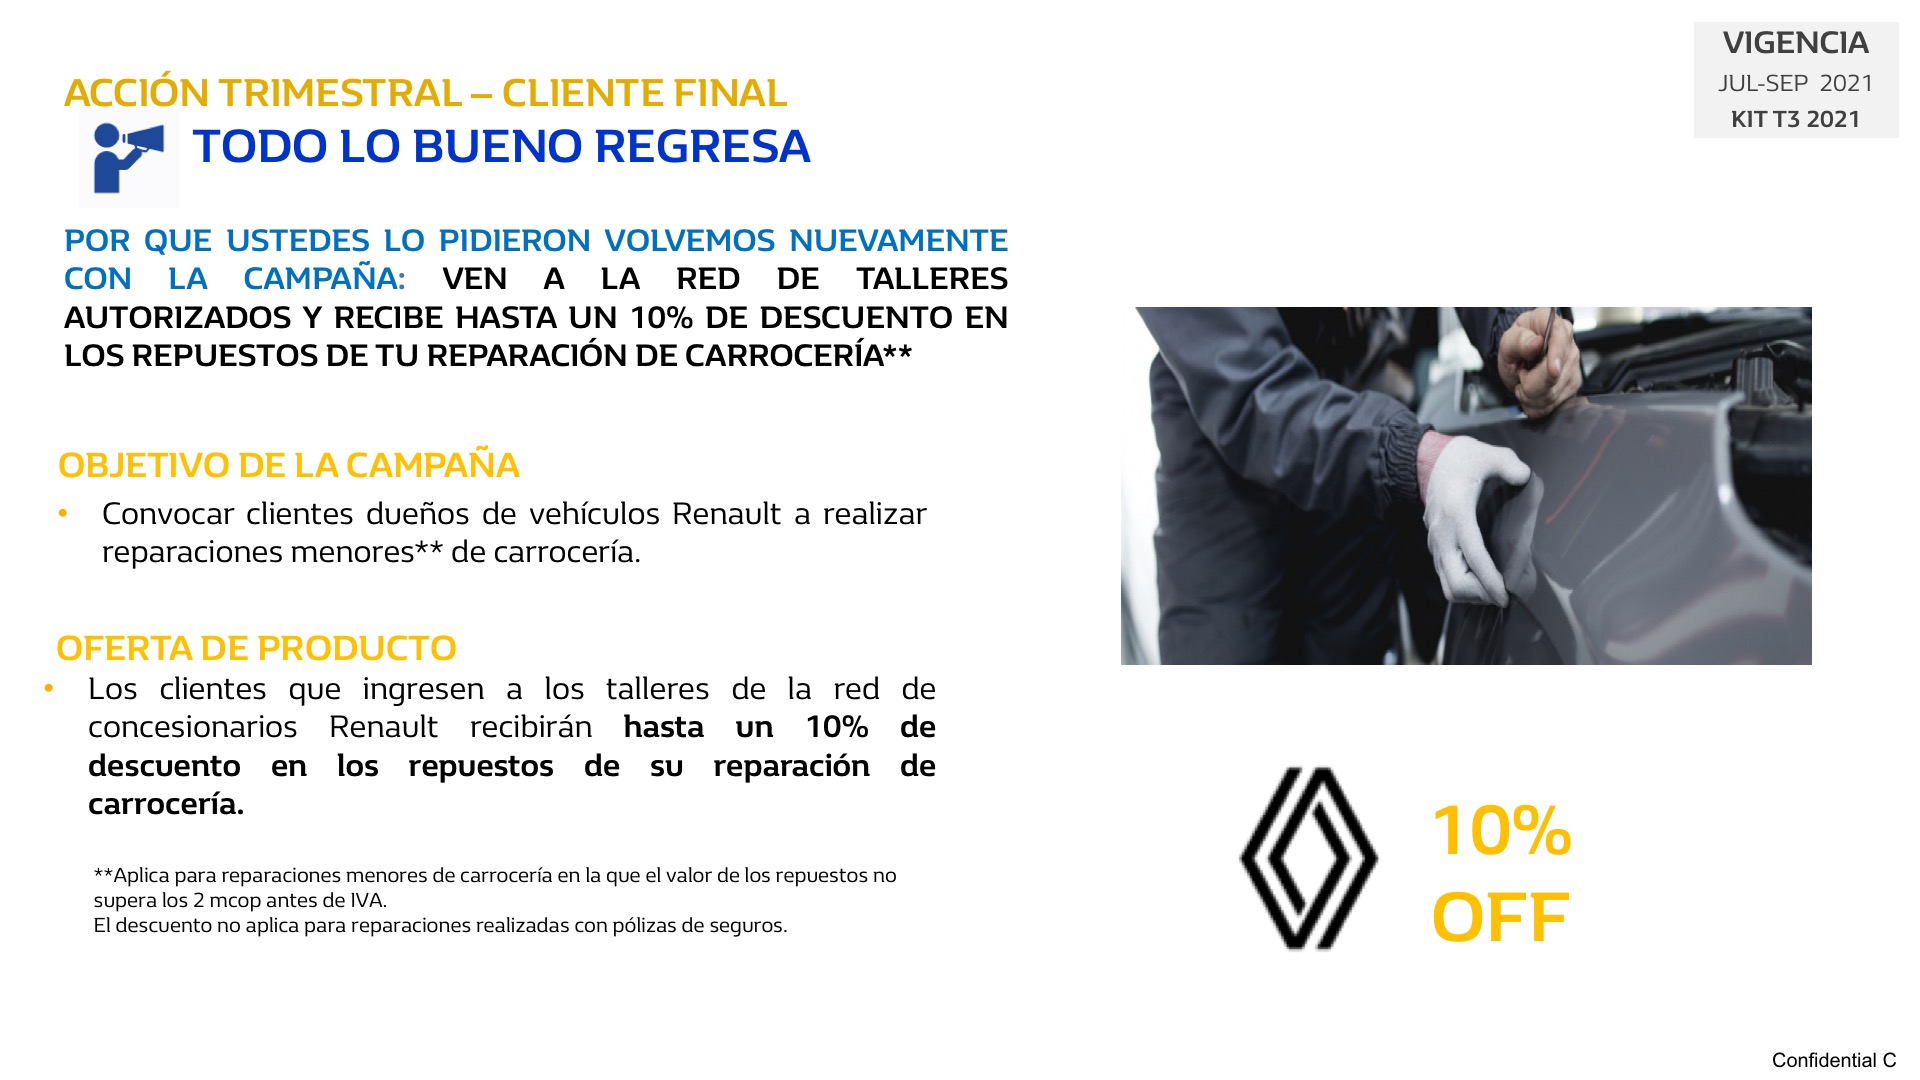 VIGENCIA
JUL-SEP 2021
KIT T3 2021
ACCIÓN TRIMESTRAL – CLIENTE FINAL
TODO LO BUENO REGRESA
POR QUE USTEDES LO PIDIERON VOLVEMOS NUEVAMENTE
CON LA CAMPAÑA: VEN A LA RED DE TALLERES
AUTORIZADOS Y RECIBE HASTA UN 10% DE DESCUENTO EN
LOS REPUESTOS DE TU REPARACIÓN DE CARROCERÍA**
OBJETIVO DE LA CAMPAÑA
• Convocar clientes dueños de vehículos Renault a realizar
reparaciones menores** de carrocería.
OFERTA DE PRODUCTO
• Los clientes que ingresen a los talleres de la red de
concesionarios Renault recibirán hasta un 10% de
descuento en los repuestos de su reparación de
carrocería.
**Aplica para reparaciones menores de carrocería en la que el valor de los repuestos no
supera los 2 mcop antes de IVA.
El descuento no aplica para reparaciones realizadas con pólizas de seguros.
10%
OFF
Confidential C